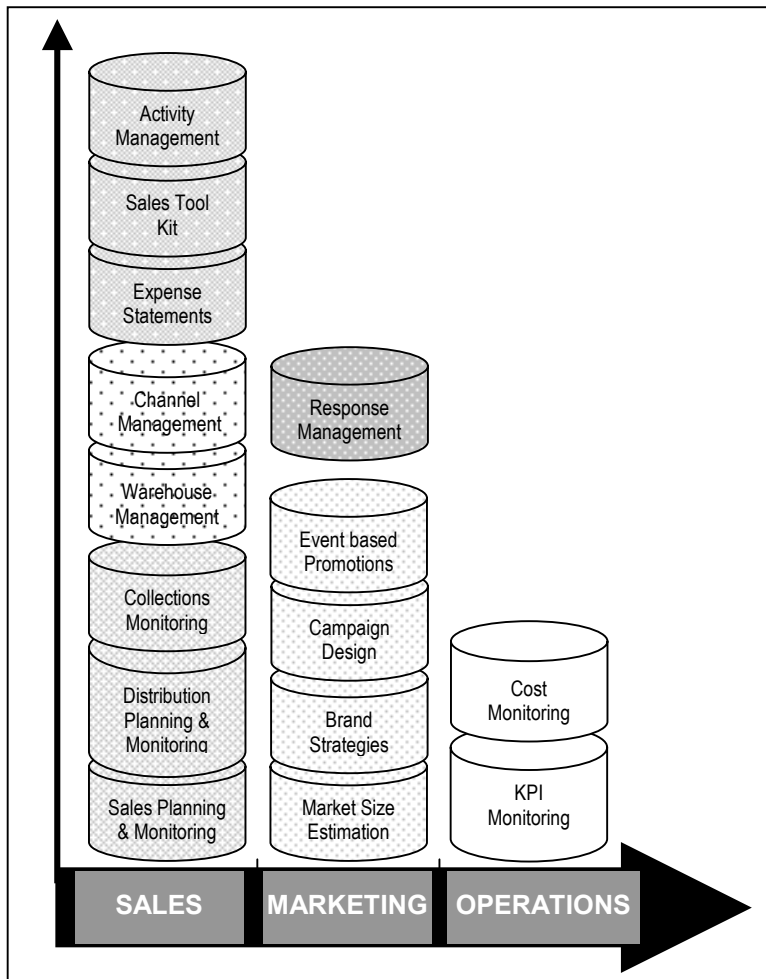 Activity
Management
Sales Tool
Kit
Expense
Statements
Channel
Management
Warehouse
Management
Collections
Monitoring
Distribution
Planning &
Monitoring
Sales Planning
& Monitoring
Response
Management
Event based
Promotions
Campaign
Design
Brand
Strategies
Market Size
Estimation
Cost
Monitoring
KPI
Monitoring
SALES
MARKETING
OPERATIONS